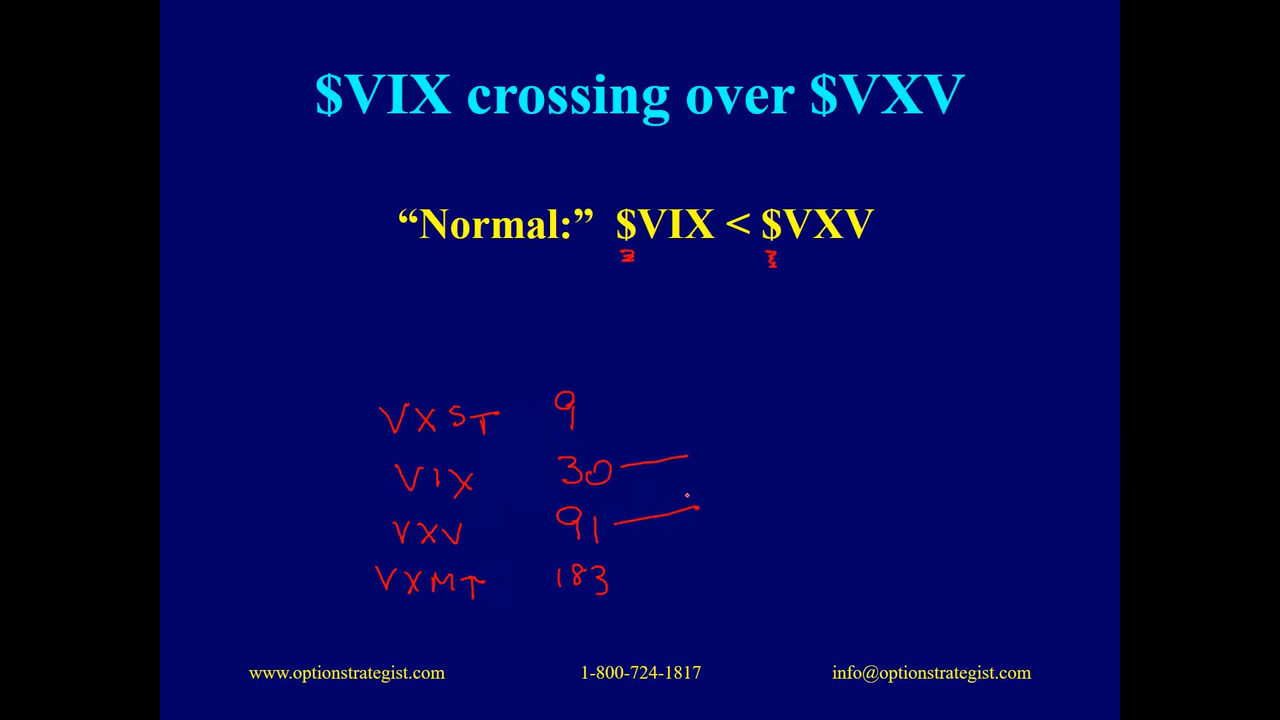 $VIX crossing over $VXV
“Normal:” $VIX < $VXV
VXST 9
VIX 30
VXV 91
VXMT 183
www.optionstrategist.com 1-800-724-1817 info@optionstrategist.com